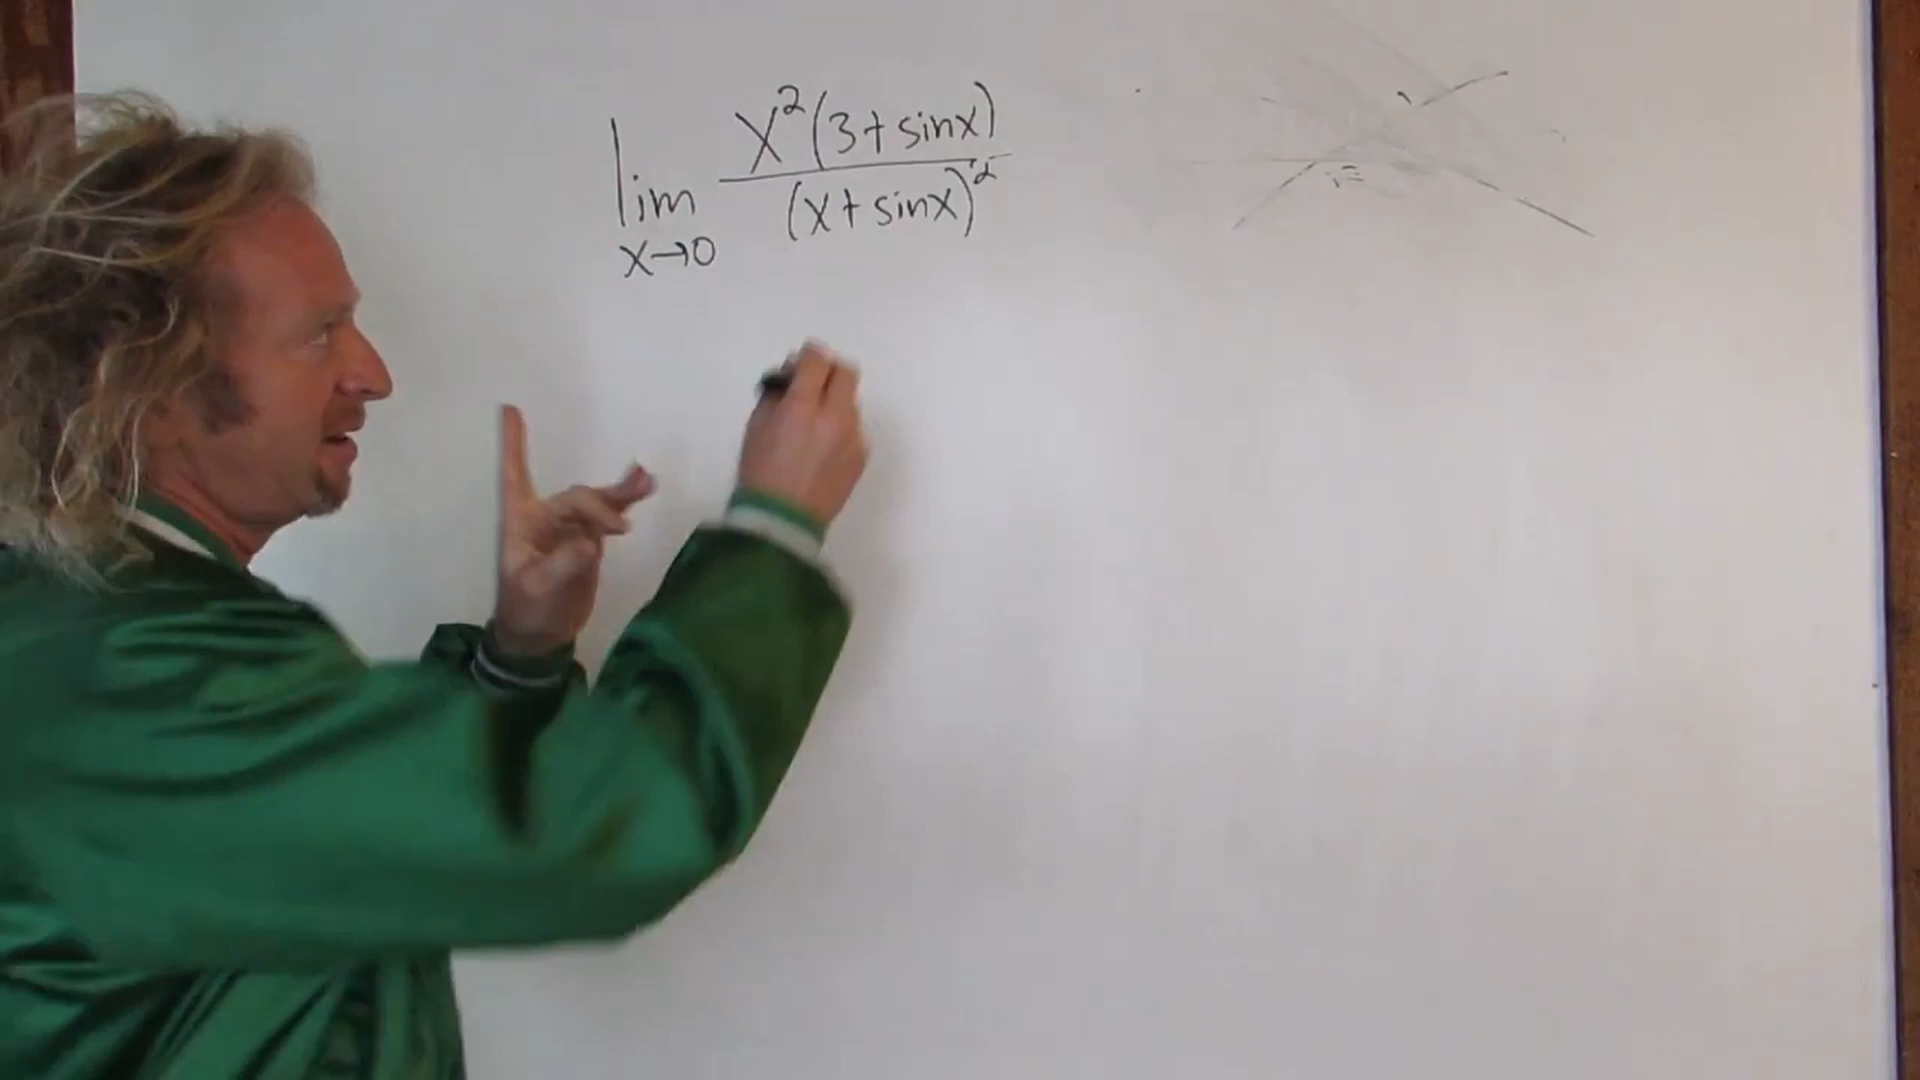 lim x→0 x²(3+sinx) / (x+sinx)²